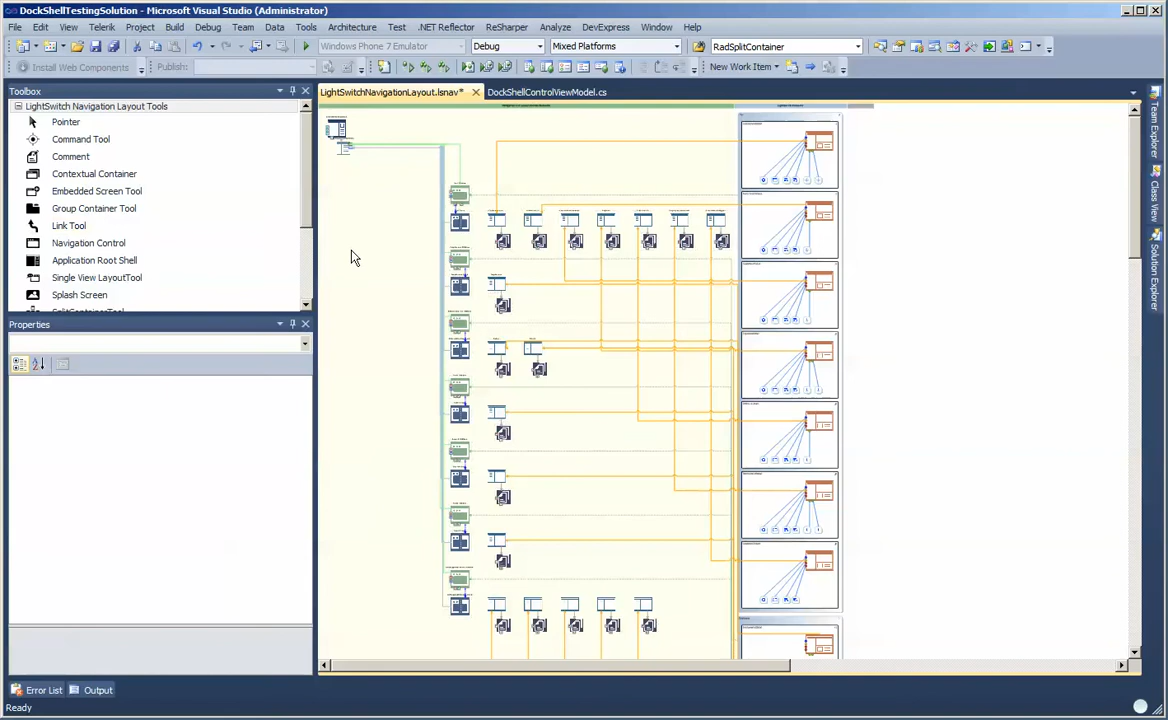 DockShellTestingSolution - Microsoft Visual Studio (Administrator)
File Edit View Telerik Project Build Debug Team Data Tools Architecture Test .NET Reflector ReSharper Analyze DevExpress Window Help
Windows Phone 7 Emulator Debug Mixed Platforms RadSplitContainer
Install Web Components Publish: New Work Item
Toolbox
LightSwitchNavigationLayout.lsnav* DockShellControlViewModel.cs
LightSwitch Navigation Layout Tools
Pointer
Command Tool
Comment
Contextual Container
Embedded Screen Tool
Group Container Tool
Link Tool
Navigation Control
Application Root Shell
Single View LayoutTool
Splash Screen
SplitContainerTool
Properties
Team Explorer
Class View
Solution Explorer
Error List Output
Ready